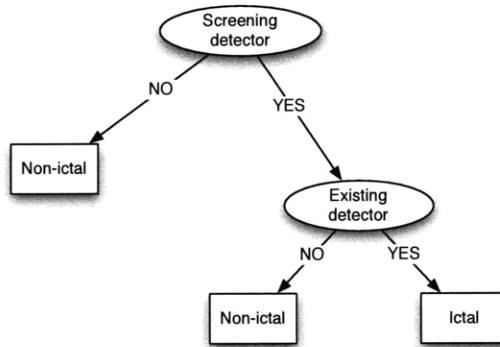 Screening
detector
NO
YES
Non-ictal
Existing
detector
NO
YES
Non-ictal
Ictal